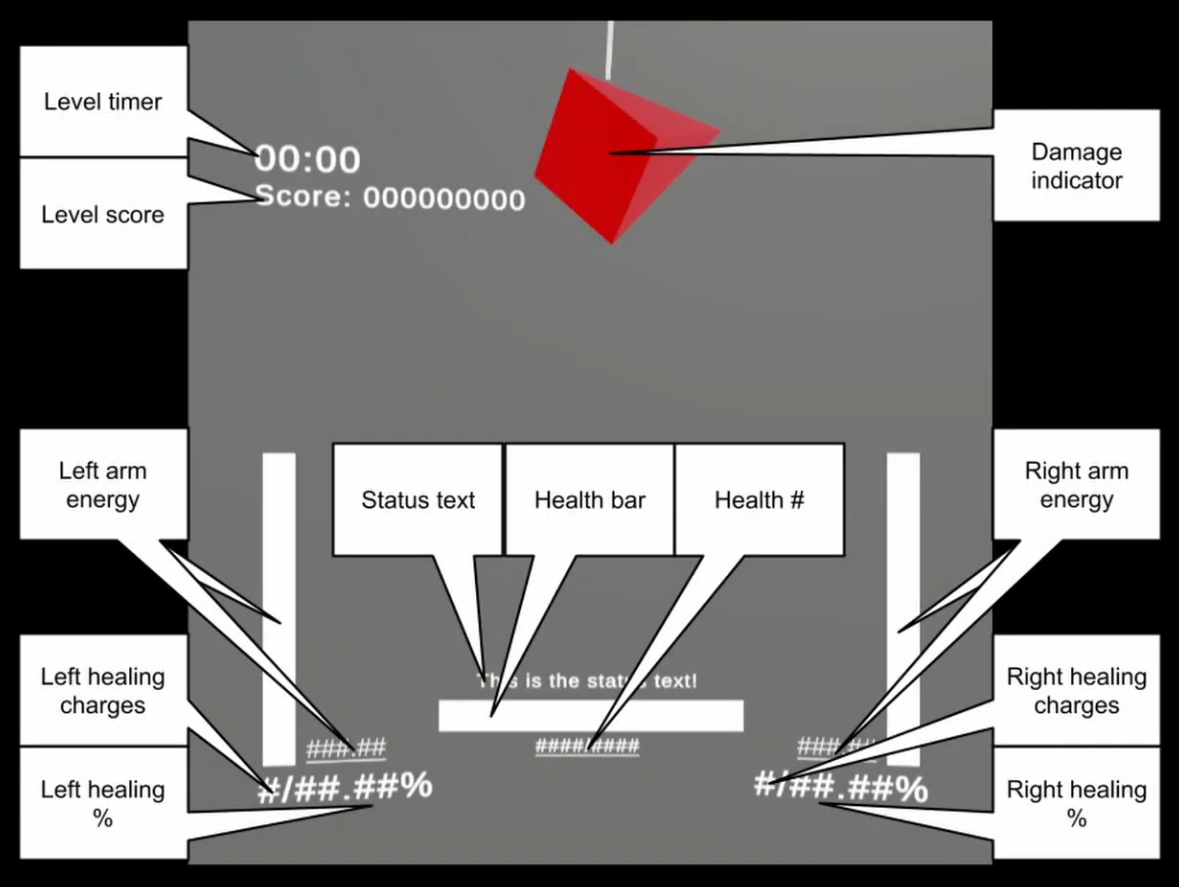 Level timer
Level score
00:00
Score: 000000000
Damage
indicator
Left arm
energy
Status text
Health bar
Health #
Right arm
energy
Left healing
charges
Left healing
%
This is the status text!
###.##
####/####
###.##
#/##.##%
#/##.##%
Right healing
charges
Right healing
%